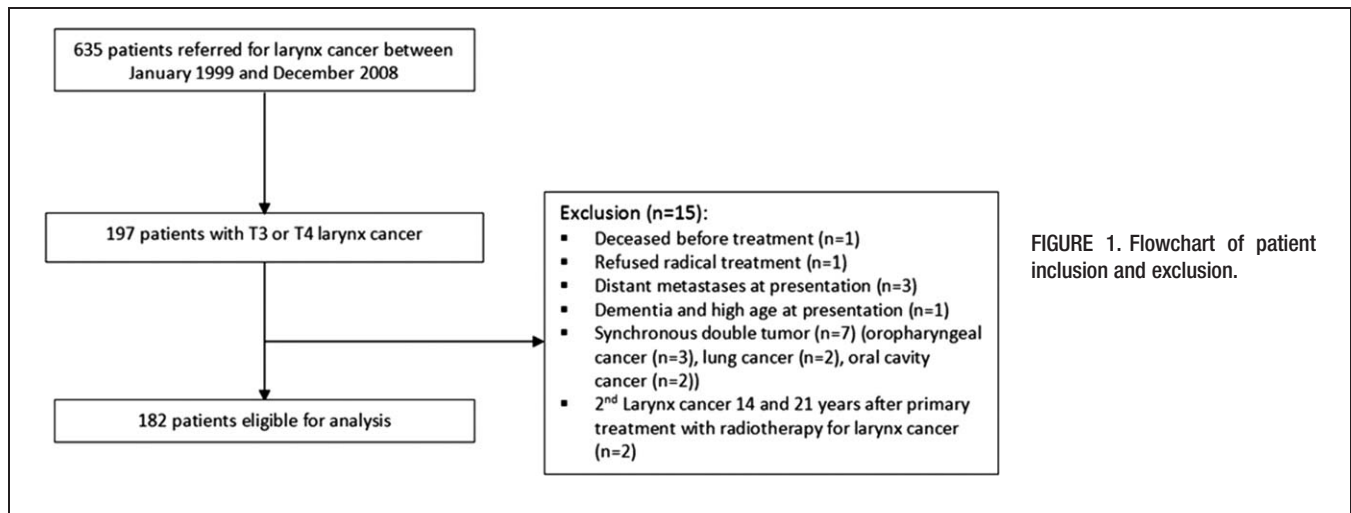 635 patients referred for larynx cancer between
January 1999 and December 2008
197 patients with T3 or T4 larynx cancer
Exclusion (n=15):
▪ Deceased before treatment (n=1)
▪ Refused radical treatment (n=1)
▪ Distant metastases at presentation (n=3)
▪ Dementia and high age at presentation (n=1)
▪ Synchronous double tumor (n=7) (oropharyngeal
cancer (n=3), lung cancer (n=2), oral cavity
cancer (n=2))
▪ 2nd Larynx cancer 14 and 21 years after primary
treatment with radiotherapy for larynx cancer
(n=2)
182 patients eligible for analysis
FIGURE 1. Flowchart of patient
inclusion and exclusion.